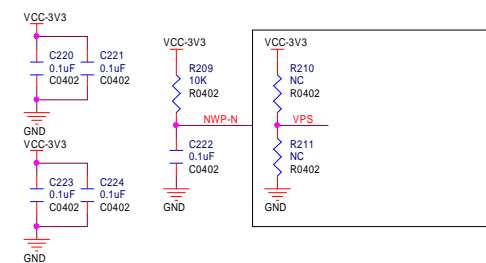 VCC-3V3
C220
0.1uF
C0402
C221
0.1uF
C0402
GND
VCC-3V3
C223
0.1uF
C0402
C224
0.1uF
C0402
GND
VCC-3V3
R209
10K
R0402
NWP-N
C222
0.1uF
C0402
GND
VCC-3V3
R210
NC
R0402
VPS
R211
NC
R0402
GND